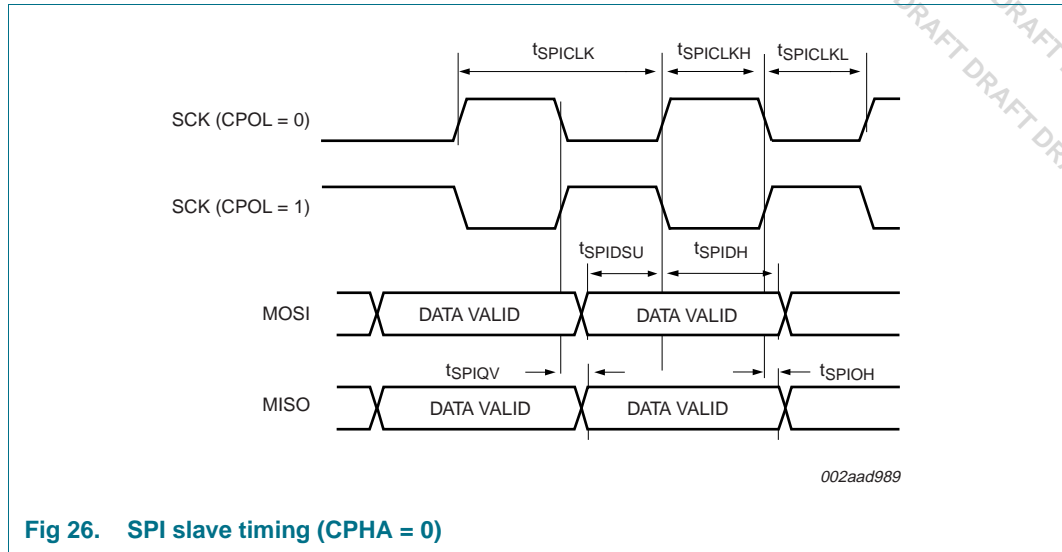 DRAFT DRAFT DRAFT
DRAFT DRAFT
tSPICLK tSPICLKH tSPICLKL
SCK (CPOL = 0)
SCK (CPOL = 1)
tSPIDSU tSPIDH
MOSI DATA VALID DATA VALID
tSPIQV tSPIOH
MISO DATA VALID DATA VALID
002aad989
Fig 26. SPI slave timing (CPHA = 0)